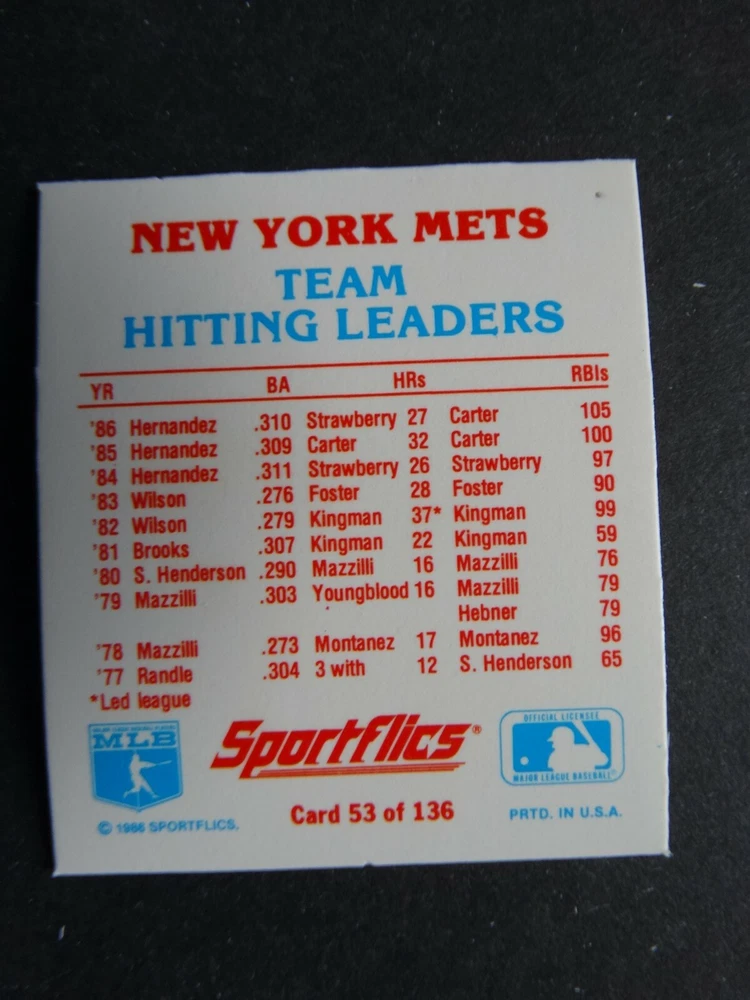 NEW YORK METS
TEAM
HITTING LEADERS
YR BA HRs RBIs
'86 Hernandez .310 Strawberry 27 Carter 105
'85 Hernandez .309 Carter 32 Carter 100
'84 Hernandez .311 Strawberry 26 Strawberry 97
'83 Wilson .276 Foster 28 Foster 90
'82 Wilson .279 Kingman 37* Kingman 99
'81 Brooks .307 Kingman 22 Kingman 59
'80 S. Henderson .290 Mazzilli 16 Mazzilli 76
'79 Mazzilli .303 Youngblood 16 Mazzilli 79
Hebner 79
'78 Mazzilli .273 Montanez 17 Montanez 96
'77 Randle .304 3 with 12 S. Henderson 65
*Led league
MLB
Sportflics®
OFFICIAL LICENSEE
MAJOR LEAGUE BASEBALL
© 1986 SPORTFLICS.
Card 53 of 136
PRTD. IN U.S.A.